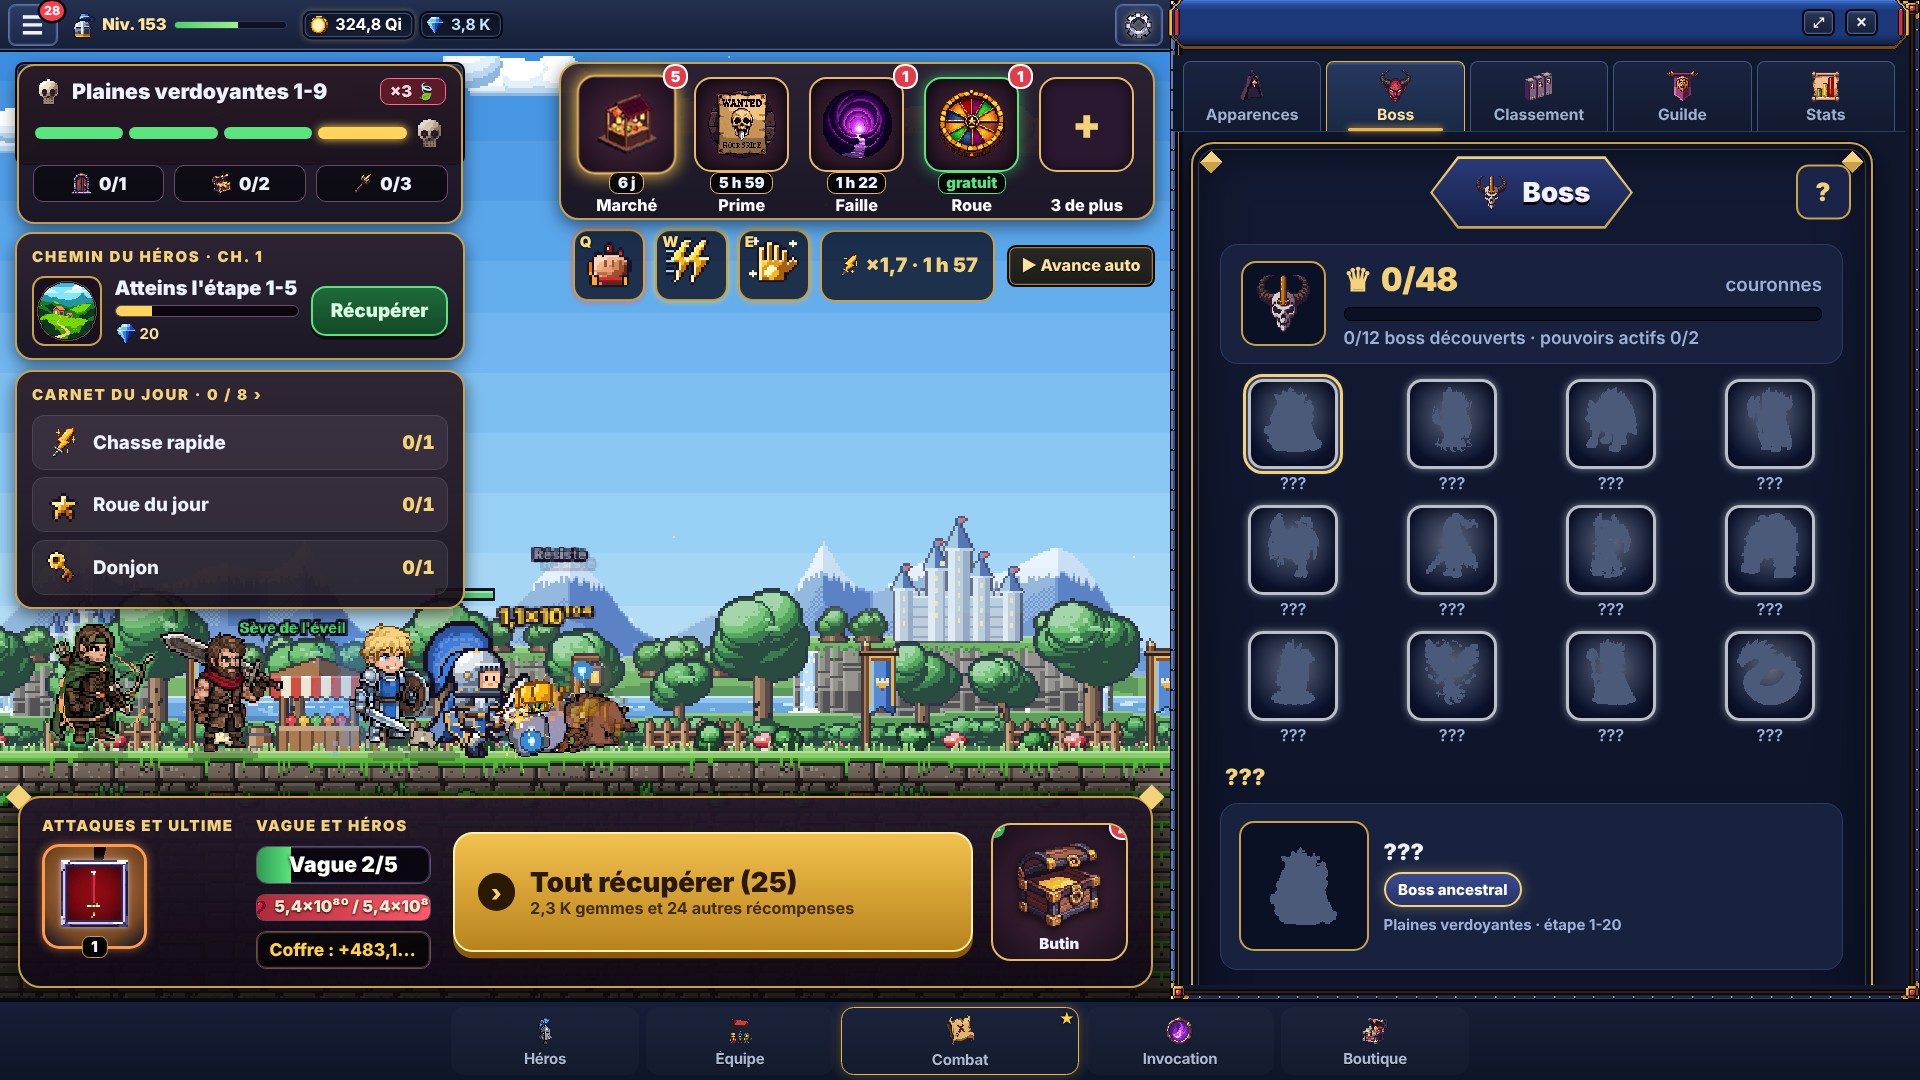 28
Niv. 153
324,8 Qi
3,8 K
Plaines verdoyantes 1-9
×3
0/1
0/2
0/3
CHEMIN DU HÉROS · CH. 1
Atteins l'étape 1-5
20
Récupérer
CARNET DU JOUR · 0 / 8 ›
Chasse rapide
0/1
Roue du jour
0/1
Donjon
0/1
5
WANTED
6 j
Marché
5 h 59
Prime
1
1 h 22
Faille
1
gratuit
Roue
+
3 de plus
Q
W
E
×1,7 · 1 h 57
Avance auto
Résiste
1,1×10¹⁰⁴
Sève de l'éveil
ATTAQUES ET ULTIME
1
VAGUE ET HÉROS
Vague 2/5
5,4×10⁸⁰ / 5,4×10⁸
Coffre : +483,1...
Tout récupérer (25)
2,3 K gemmes et 24 autres récompenses
Butin
Héros
Équipe
Combat
Invocation
Boutique
Apparences
Boss
Classement
Guilde
Stats
Boss
?
0/48
couronnes
0/12 boss découverts · pouvoirs actifs 0/2
???
???
???
???
???
???
???
???
???
???
???
???
???
???
Boss ancestral
Plaines verdoyantes · étape 1-20